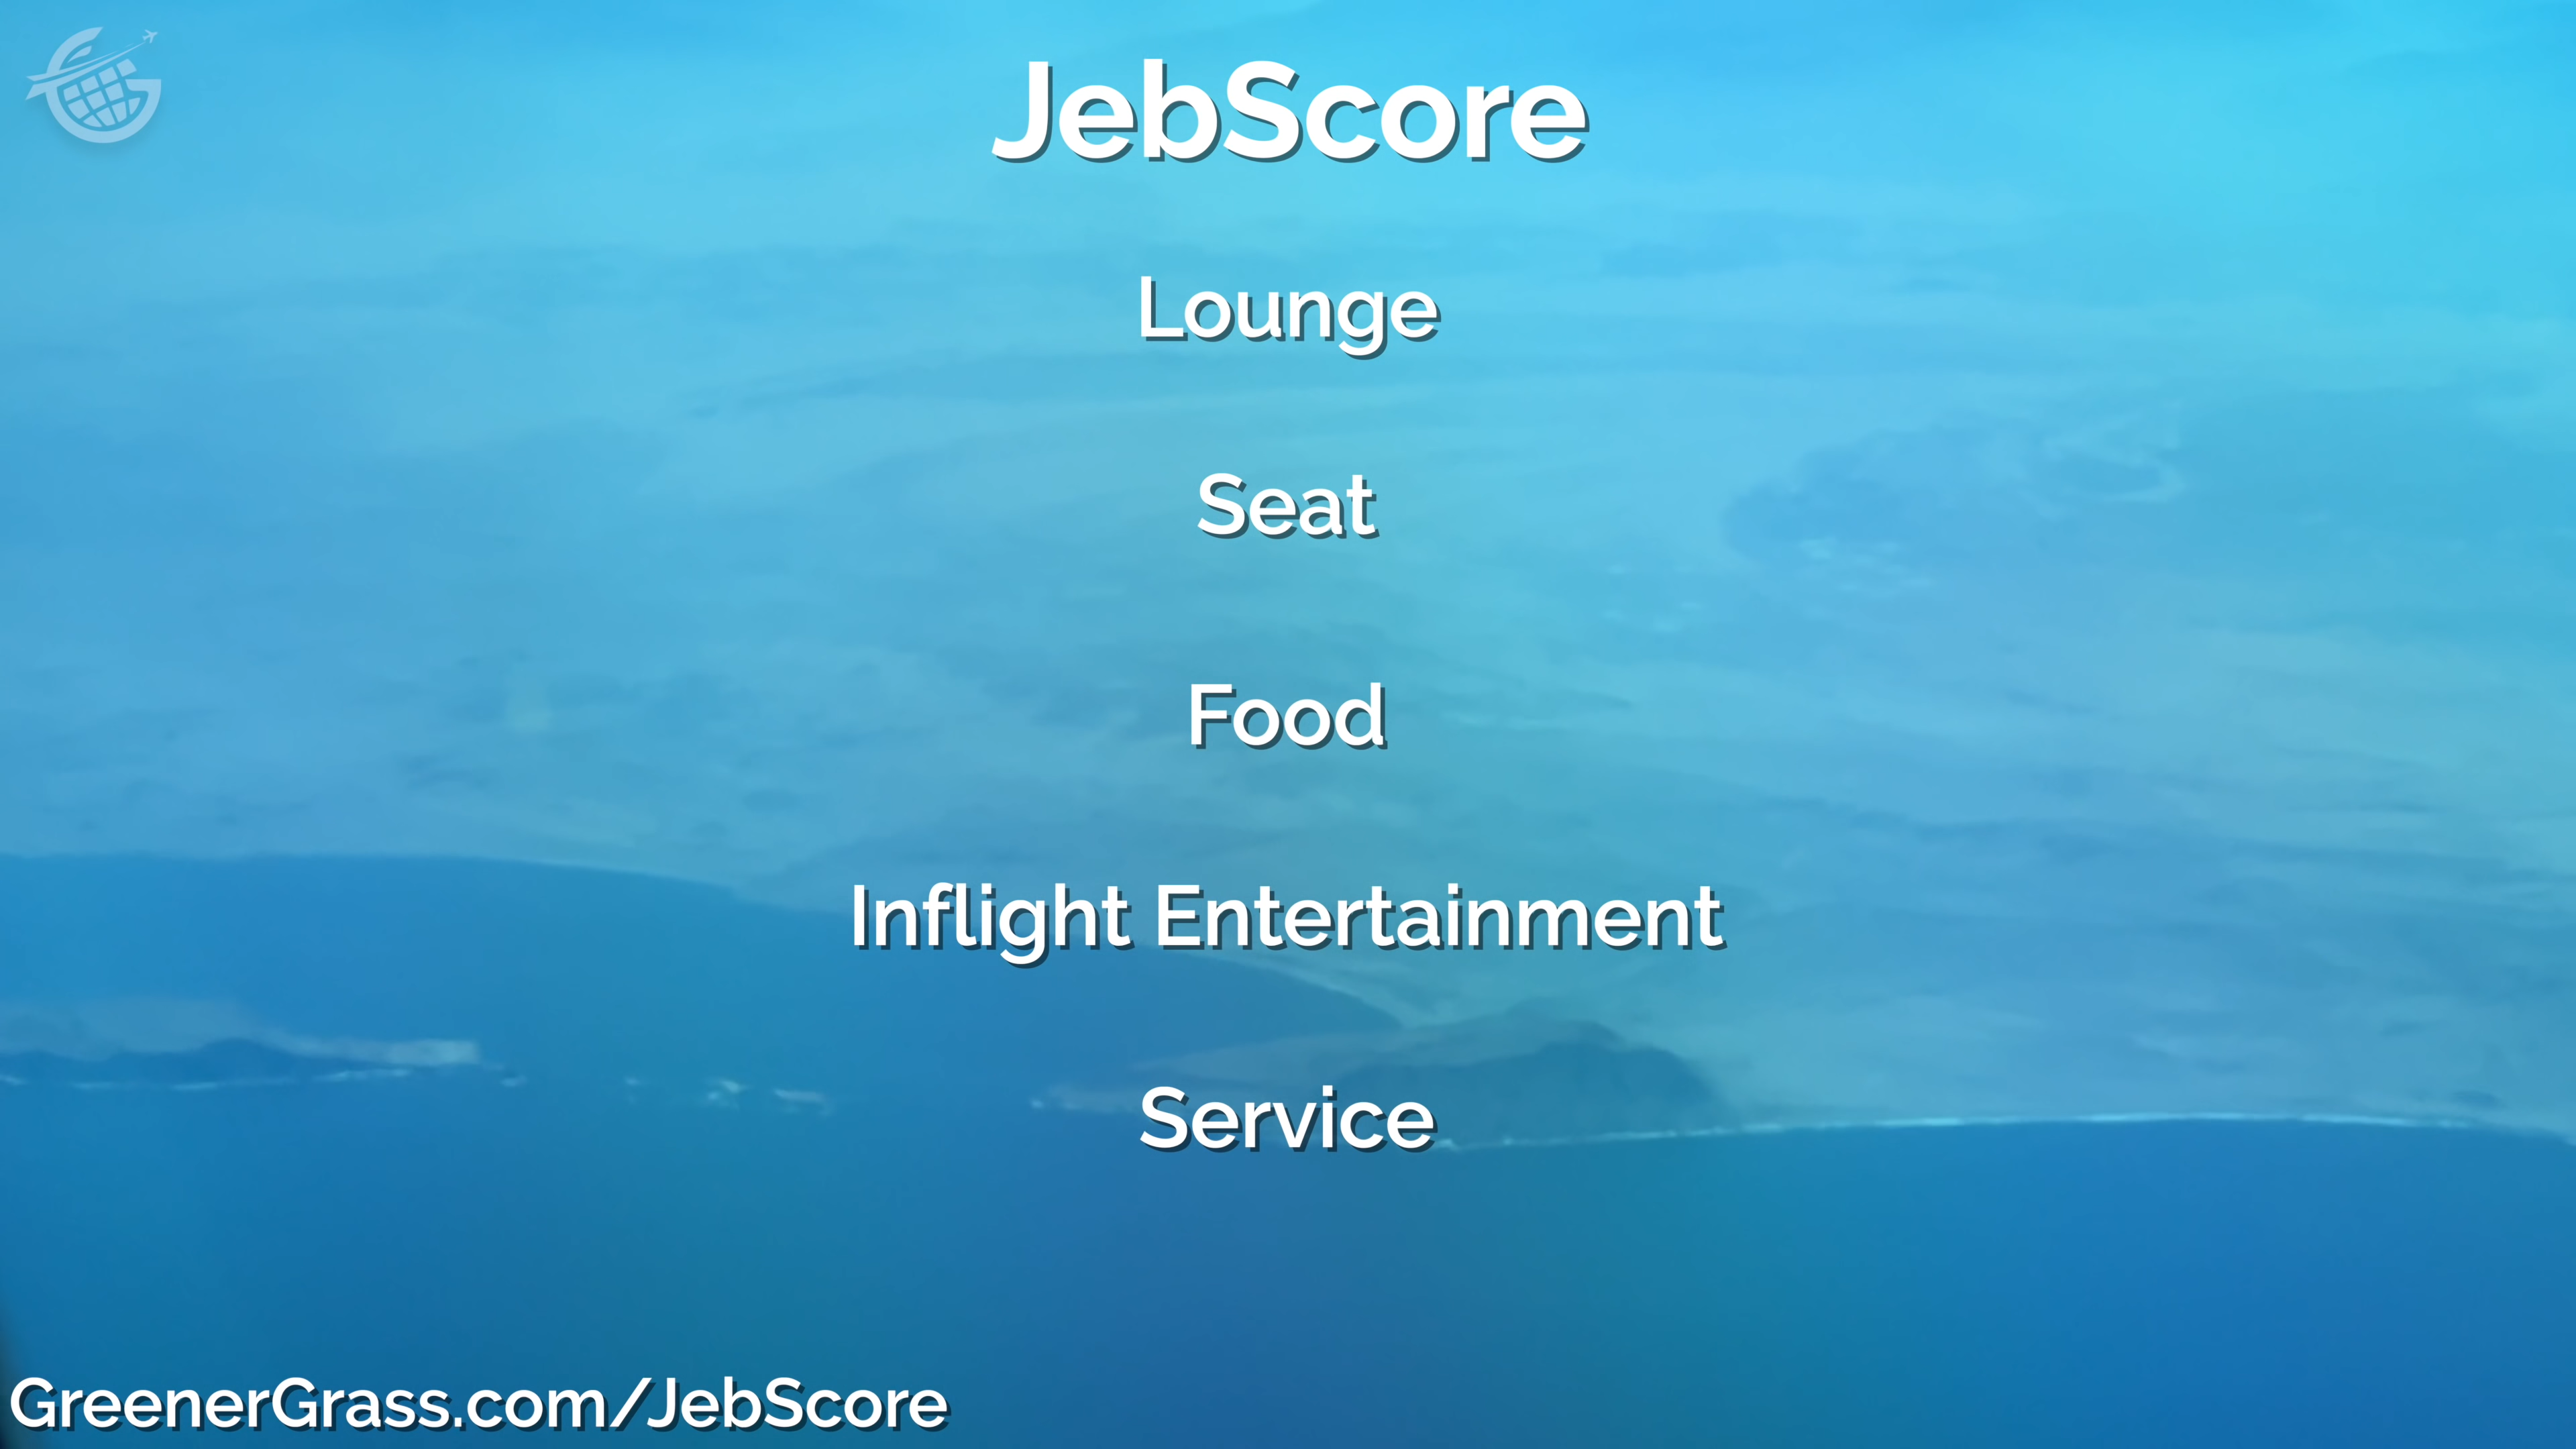 JebScore
Lounge
Seat
Food
Inflight Entertainment
Service
GreenerGrass.com/JebScore